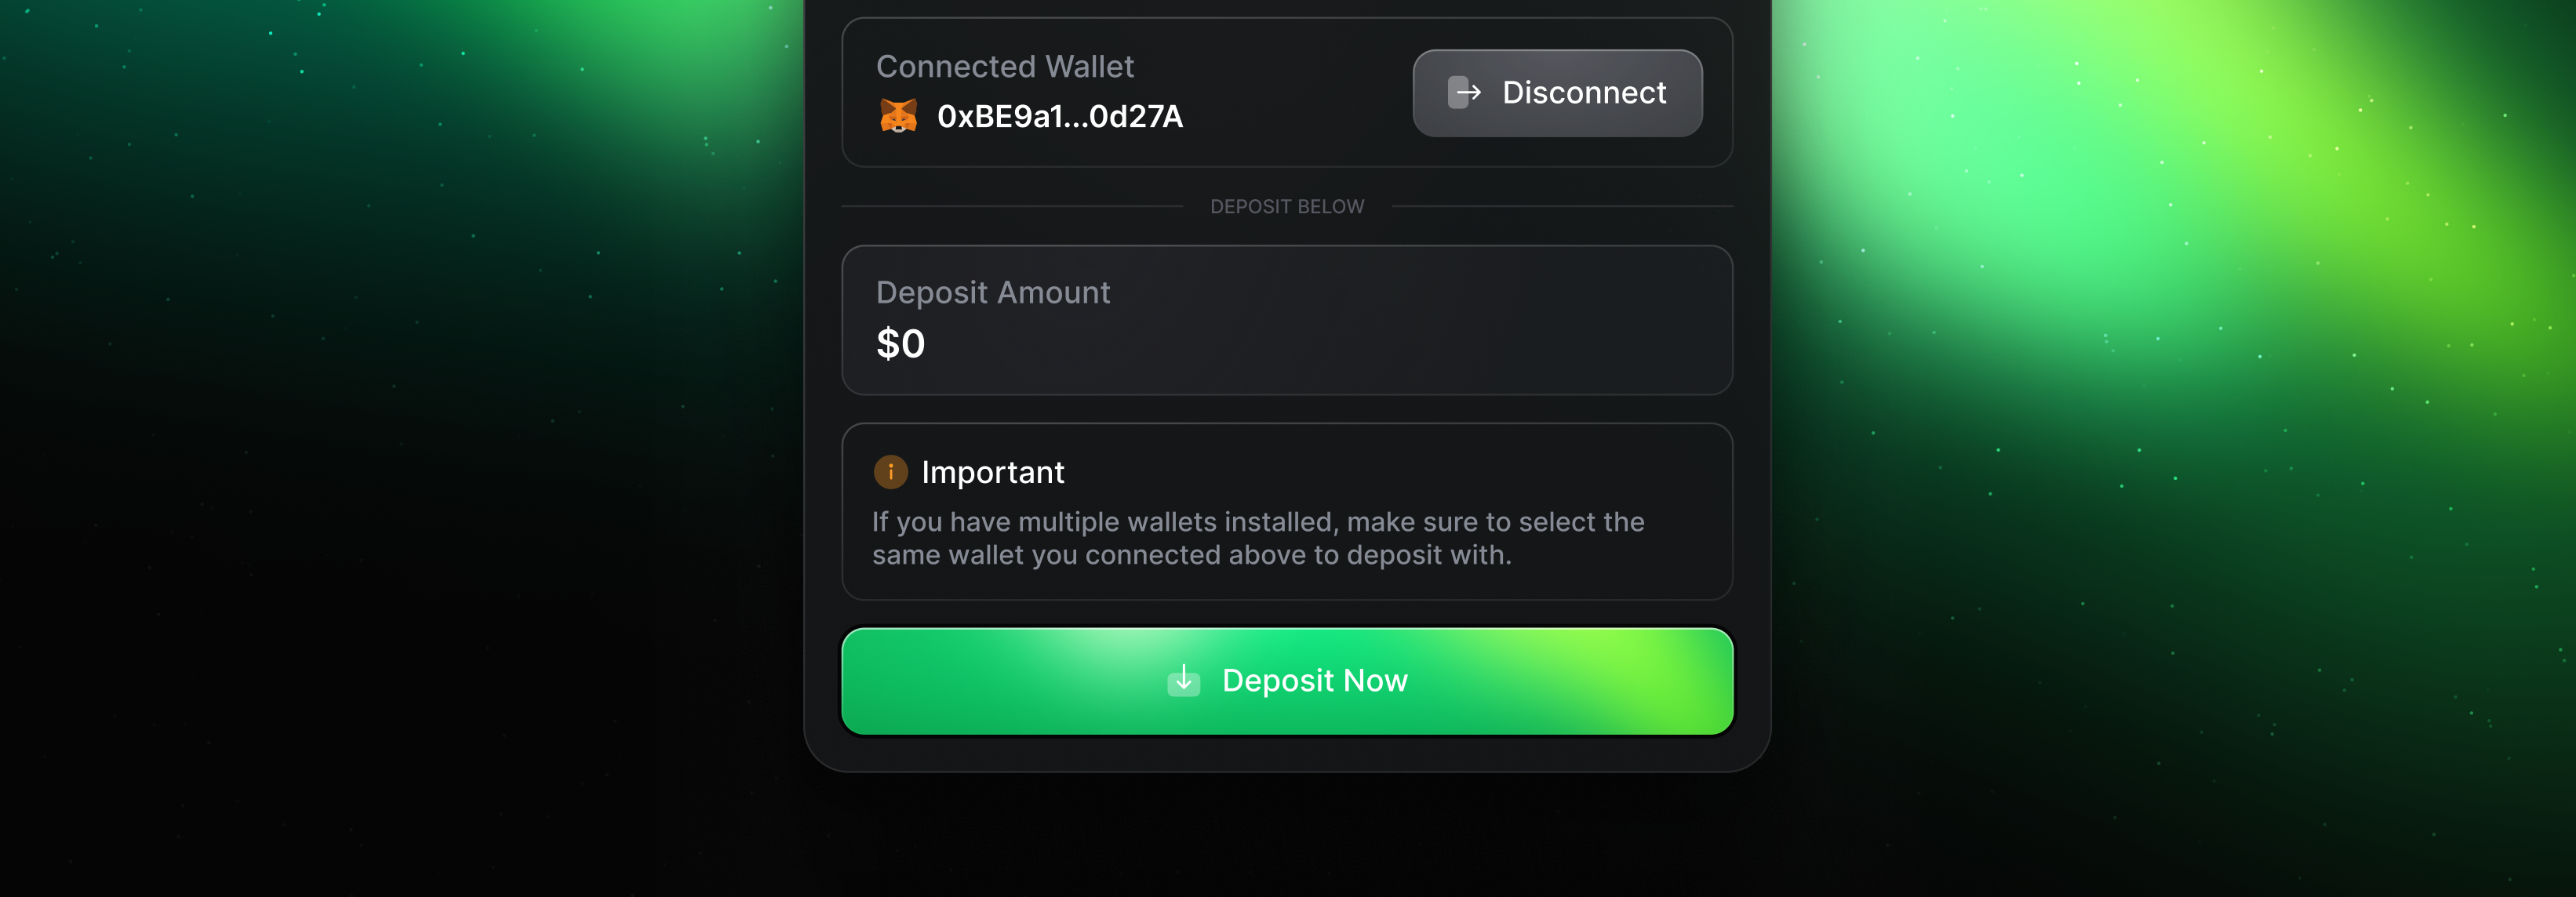 Connected Wallet
0xBE9a1...0d27A
Disconnect
DEPOSIT BELOW
Deposit Amount
$0
Important
If you have multiple wallets installed, make sure to select the
same wallet you connected above to deposit with.
Deposit Now